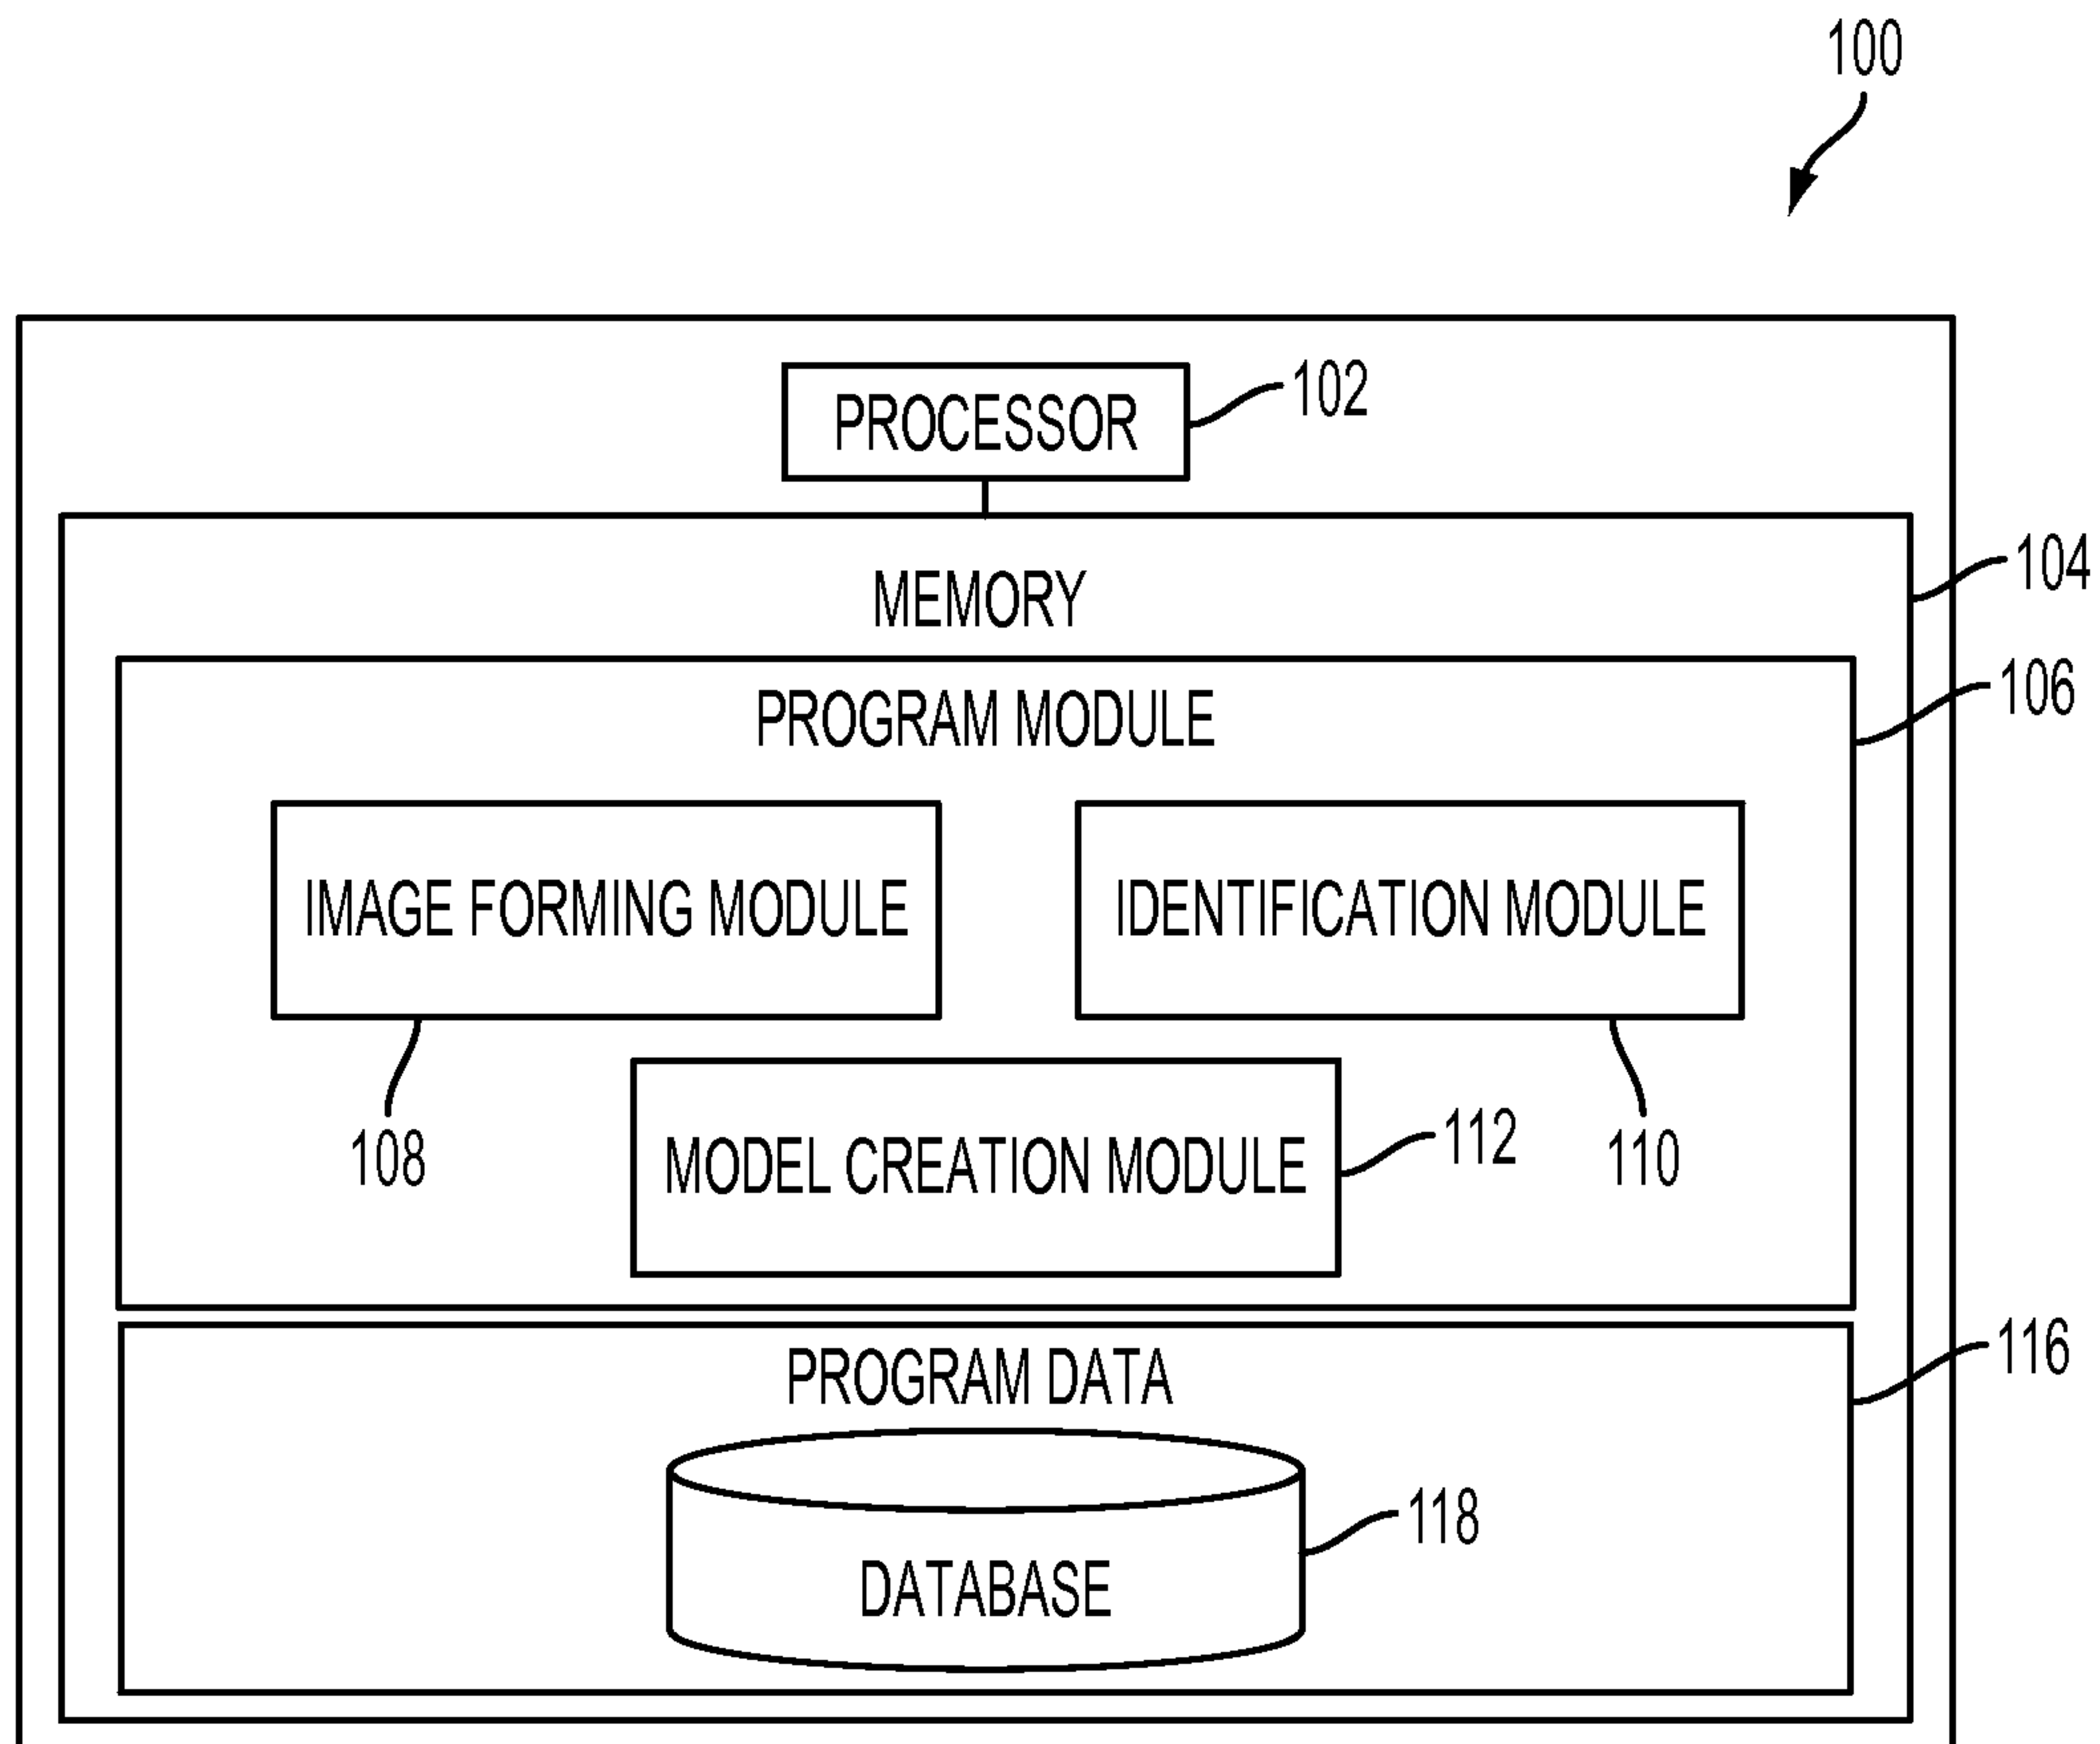 100
PROCESSOR
102
MEMORY
104
PROGRAM MODULE
106
IMAGE FORMING MODULE
IDENTIFICATION MODULE
108
MODEL CREATION MODULE
112
110
PROGRAM DATA
116
DATABASE
118